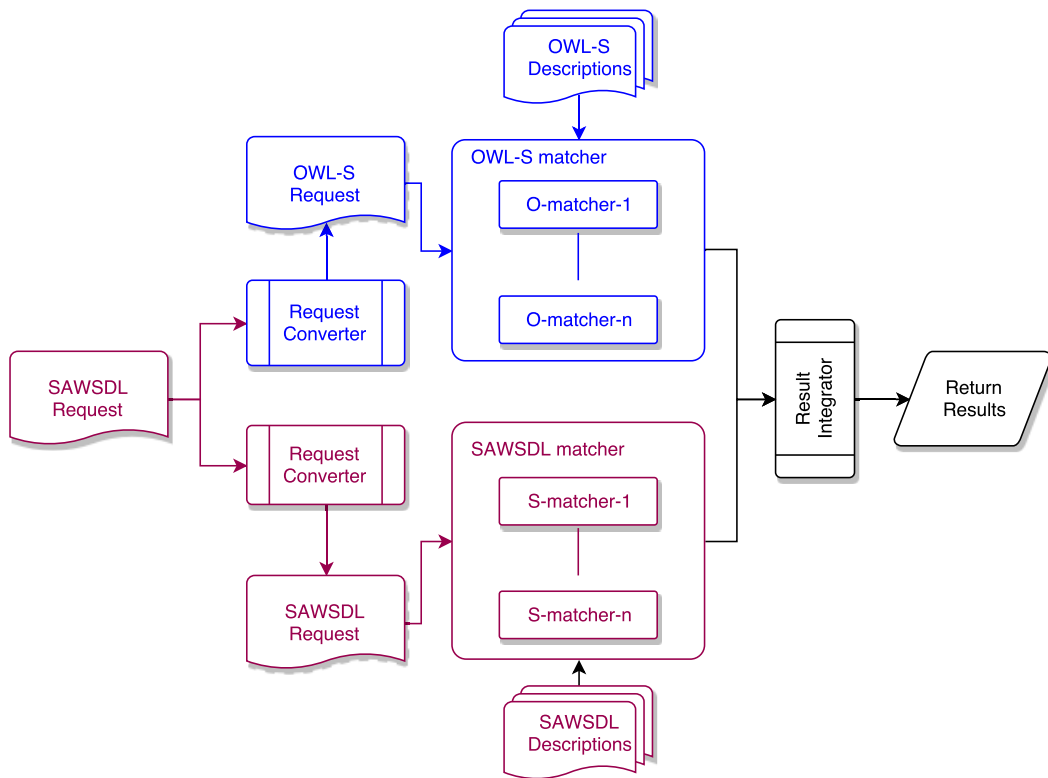 OWL-S
Descriptions
OWL-S matcher
OWL-S
Request
O-matcher-1
Request
Converter
O-matcher-n
SAWSDL
Request
Result
Integrator
Return
Results
Request
Converter
SAWSDL matcher
S-matcher-1
SAWSDL
Request
S-matcher-n
SAWSDL
Descriptions